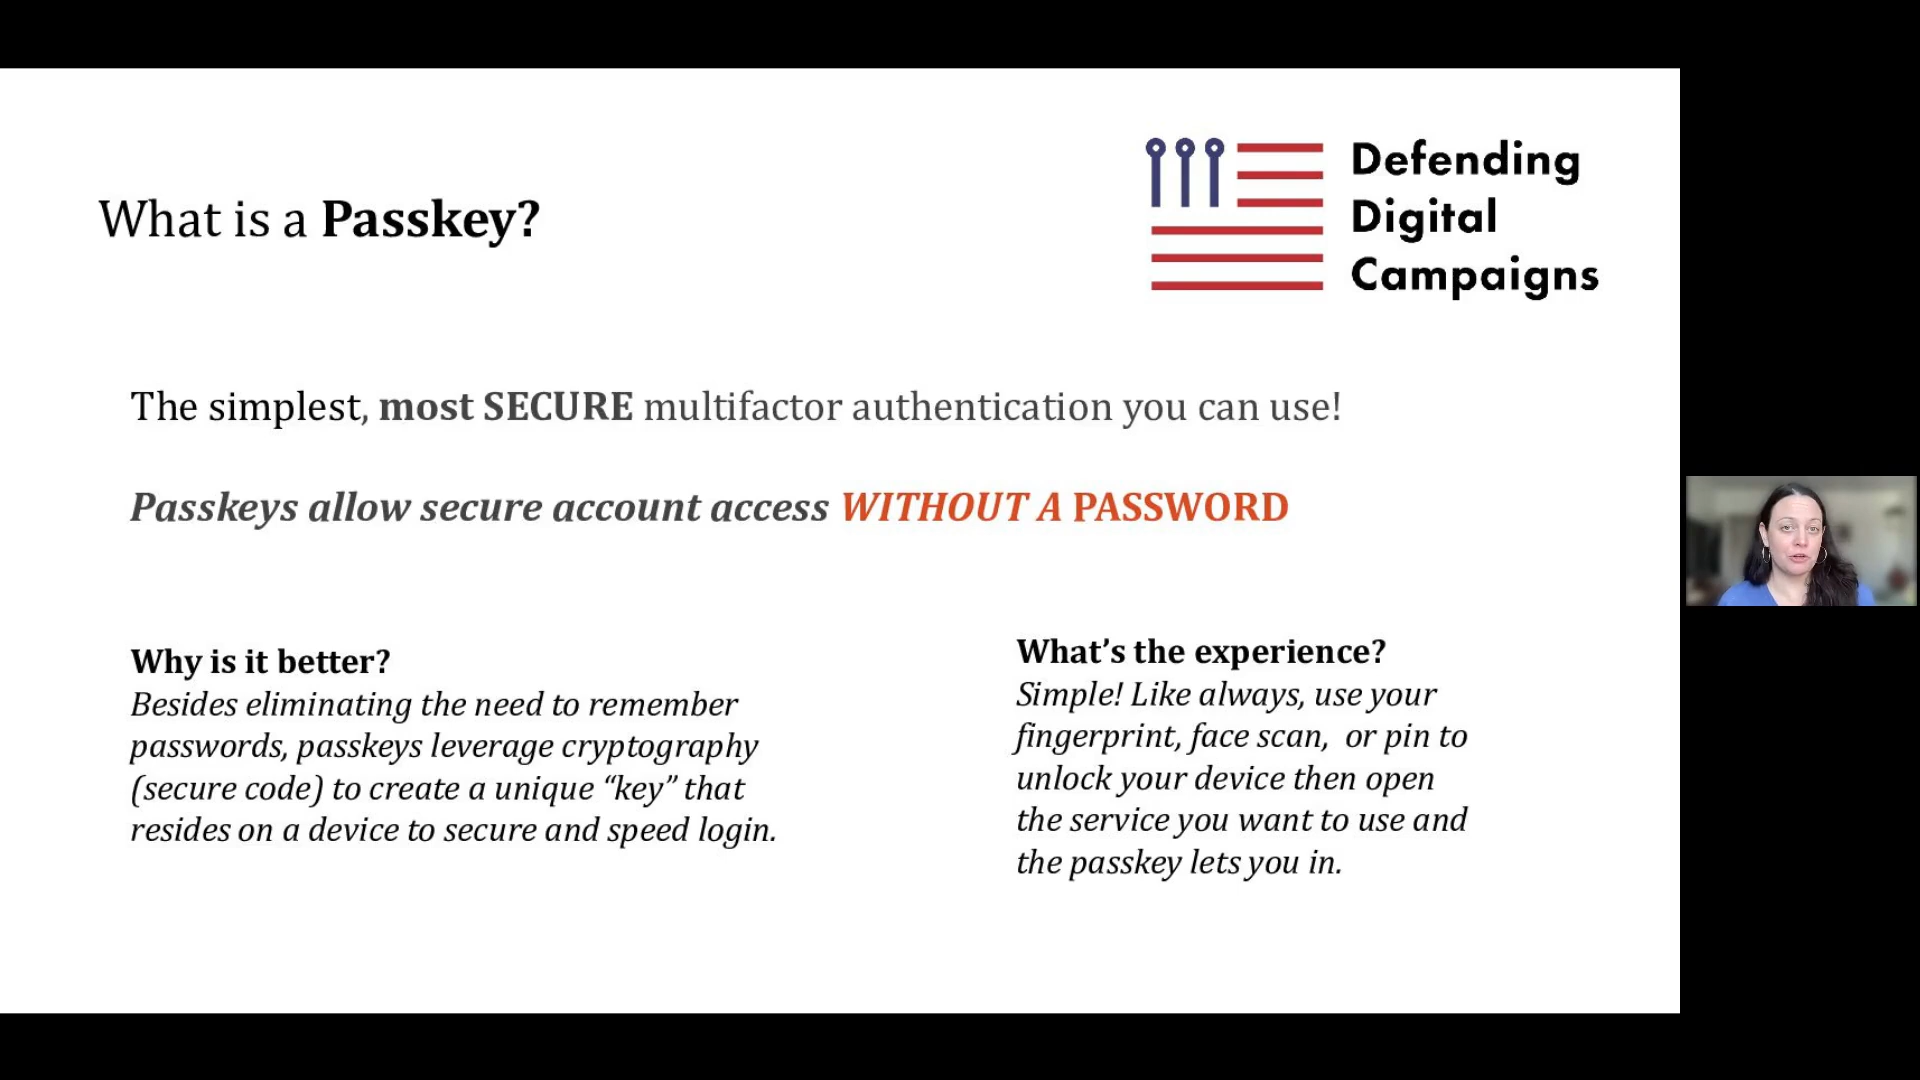 What is a Passkey?
Defending
Digital
Campaigns
The simplest, most SECURE multifactor authentication you can use!
Passkeys allow secure account access WITHOUT A PASSWORD
Why is it better?
Besides eliminating the need to remember
passwords, passkeys leverage cryptography
(secure code) to create a unique “key” that
resides on a device to secure and speed login.
What’s the experience?
Simple! Like always, use your
fingerprint, face scan, or pin to
unlock your device then open
the service you want to use and
the passkey lets you in.